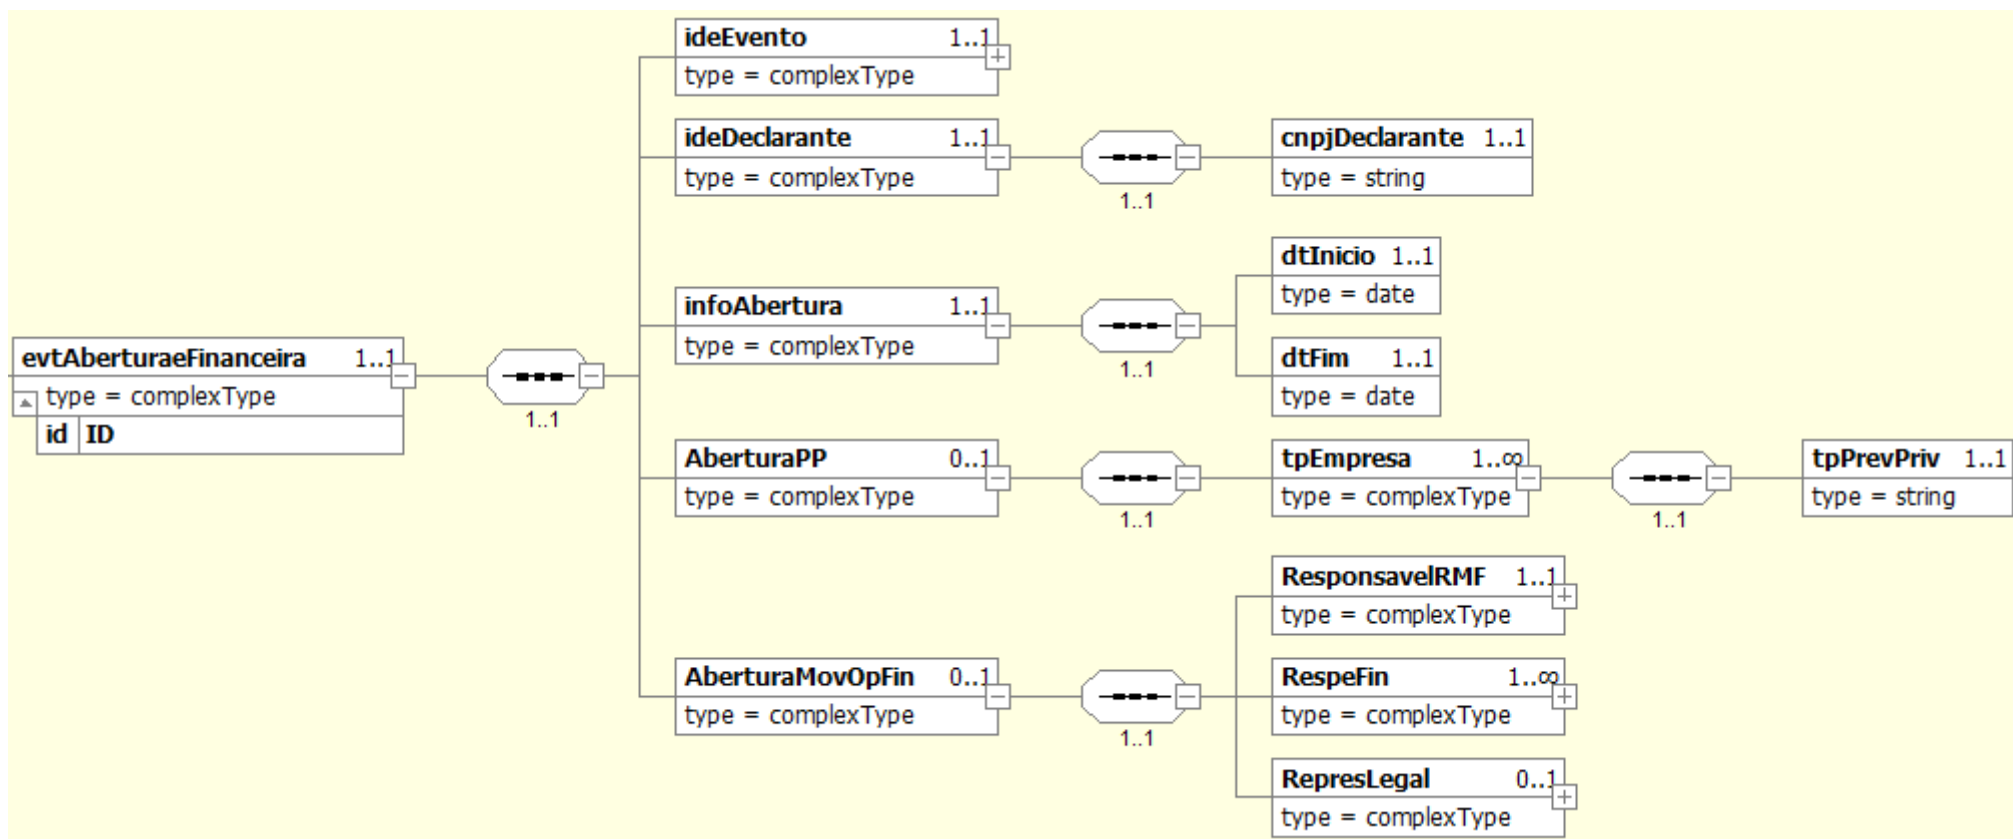 evtAberturaeFinanceira 1..1
type = complexType
id ID
1..1
ideEvento 1..1
type = complexType
ideDeclarante 1..1
type = complexType
1..1
cnpjDeclarante 1..1
type = string
infoAbertura 1..1
type = complexType
1..1
dtInicio 1..1
type = date
dtFim 1..1
type = date
AberturaPP 0..1
type = complexType
1..1
tpEmpresa 1..∞
type = complexType
1..1
tpPrevPriv 1..1
type = string
AberturaMovOpFin 0..1
type = complexType
1..1
ResponsavelRMF 1..1
type = complexType
RespeFin 1..∞
type = complexType
RepresLegal 0..1
type = complexType